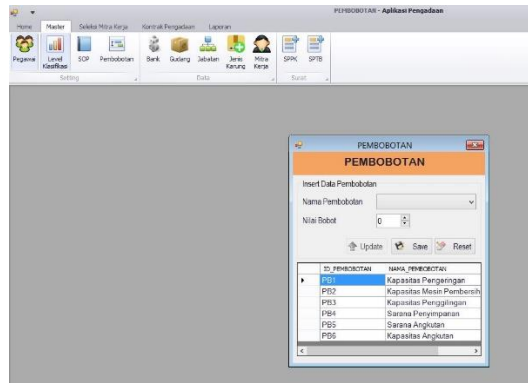 PEMBOBOTAN - Aplikasi Pengadaan
Home Master Seleksi Mitra Kerja Kontrak Pengadaan Laporan
Pegawai Level Klasifikasi SOP Pembobotan Bank Gudang Jabatan Jenis Karung Mitra Kerja SPPK SPTB
Setting Data Surat
PEMBOBOTAN
PEMBOBOTAN
Insert Data Pembobotan
Nama Pembobotan
Nilai Bobot 0
Update Save Reset
ID_PEMBOBOTAN NAMA_PEMBOBOTAN
PB1 Kapasitas Pengeringan
PB2 Kapasitas Mesin Pembersih
PB3 Kapasitas Penggilingan
PB4 Sarana Penyimpanan
PB5 Sarana Angkutan
PB6 Kapasitas Angkutan